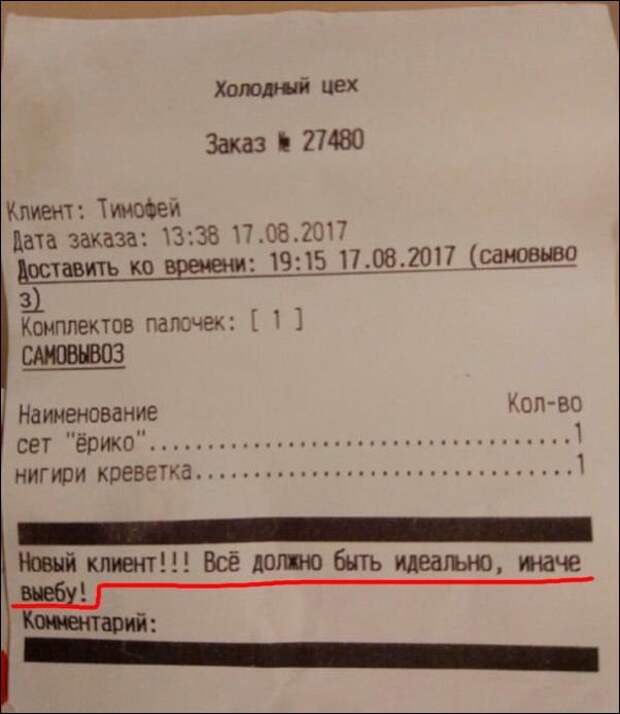 Холодный цех
Заказ № 27480
Клиент: Тимофей
Дата заказа: 13:38 17.08.2017
Доставить ко времени: 19:15 17.08.2017 (самовыво
з)
Комплектов палочек: [ 1 ]
САМОВЫВОЗ
Наименование Кол-во
сет "ёрико"........................................1
нигири креветка....................................1
Новый клиент!!! Всё должно быть идеально, иначе
выебу!
Комментарий: